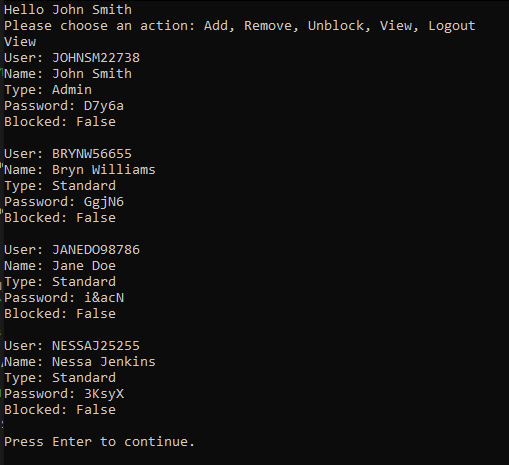 Hello John Smith
Please choose an action: Add, Remove, Unblock, View, Logout
View
User: JOHNSM22738
Name: John Smith
Type: Admin
Password: D7y6a
Blocked: False
User: BRYNW56655
Name: Bryn Williams
Type: Standard
Password: GgjN6
Blocked: False
User: JANEDO98786
Name: Jane Doe
Type: Standard
Password: i&acN
Blocked: False
User: NESSAJ25255
Name: Nessa Jenkins
Type: Standard
Password: 3KsyX
Blocked: False
Press Enter to continue.